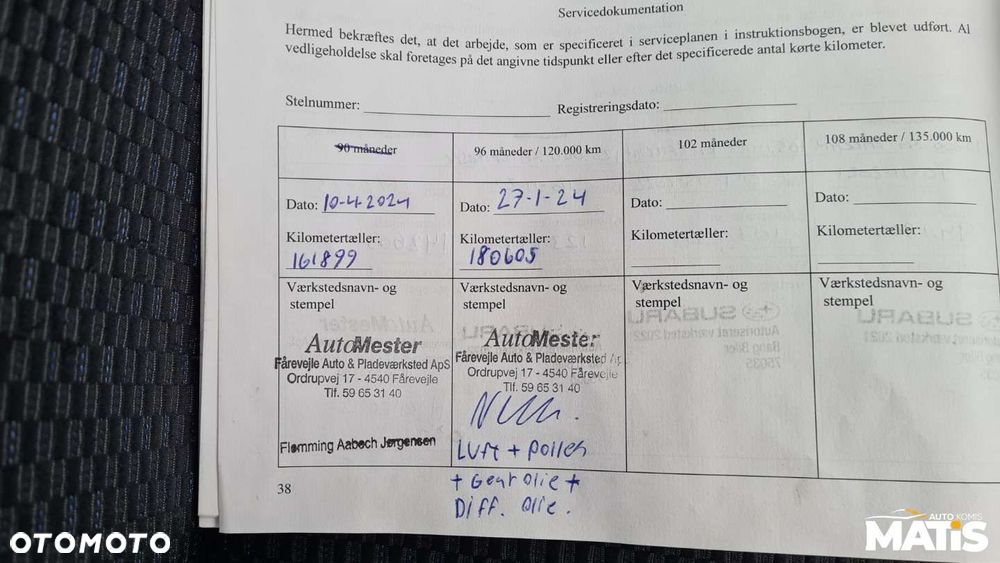 Servicedokumentation
Hermed bekræftes det, at det arbejde, som er specificeret i serviceplanen i instruktionsbogen, er blevet udført. Al
vedligeholdelse skal foretages på det angivne tidspunkt eller efter det specificerede antal kørte kilometer.
Stelnummer: Registreringsdato:
90 måneder 96 måneder / 120.000 km 102 måneder 108 måneder / 135.000 km
Dato: 10-4-2024 Dato: 27-1-24 Dato: Dato:
Kilometertæller: Kilometertæller: Kilometertæller: Kilometertæller:
161899 180605
Værkstedsnavn- og Værkstedsnavn- og Værkstedsnavn- og Værkstedsnavn- og
stempel stempel stempel stempel
AutoMester AutoMester
Fårevejle Auto & Pladeværksted ApS Fårevejle Auto & Pladeværksted
Ordrupvej 17 - 4540 Fårevejle Ordrupvej 17 - 4540 Fårevejle
Tlf. 59 65 31 40 Tlf. 59 65 31 40
Flemming Aabech Jørgensen Luft + pollen
+ Gear olie +
38
Diff. olie.
OTOMOTO
AUTO KOMIS
MATIS